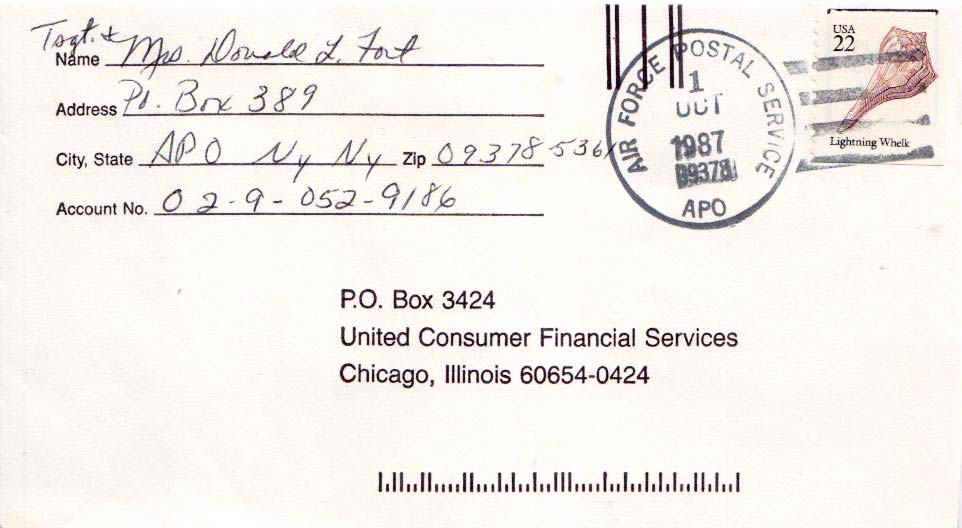 Tsgt. &
Name Mrs. Donald L. Fort
Address P.O. Box 389
City, State APO Ny Ny Zip 09378-5361
Account No. 02-9-052-9186
AIR FORCE POSTAL SERVICE
1
OCT
1987
09378
APO
USA
22
Lightning Whelk
P.O. Box 3424
United Consumer Financial Services
Chicago, Illinois 60654-0424